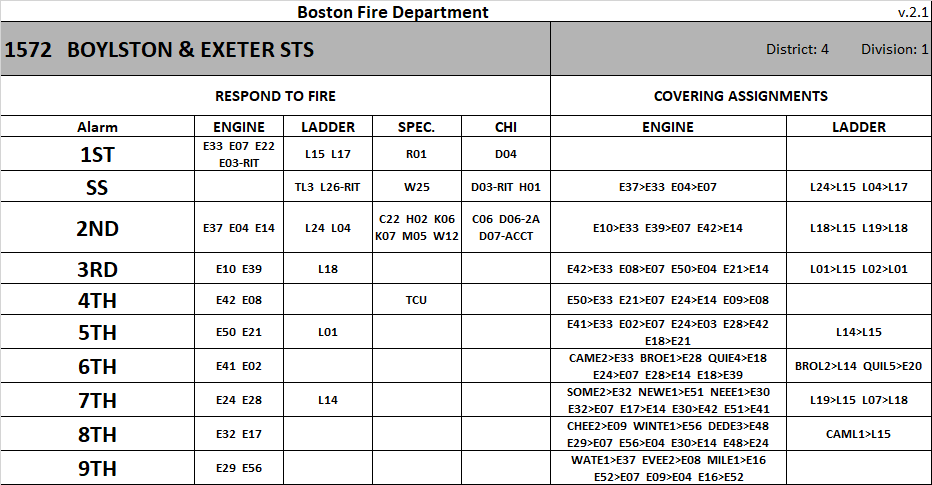 Boston Fire Department v.2.1
1572 BOYLSTON & EXETER STS District: 4 Division: 1
RESPOND TO FIRE COVERING ASSIGNMENTS
Alarm ENGINE LADDER SPEC. CHI ENGINE LADDER
1ST E33 E07 E22 L15 L17 R01 D04
E03-RIT
SS TL3 L26-RIT W25 D03-RIT H01 E37>E33 E04>E07 L24>L15 L04>L17
2ND E37 E04 E14 L24 L04 C22 H02 K06 C06 D06-2A E10>E33 E39>E07 E42>E14 L18>L15 L19>L18
K07 M05 W12 D07-ACCT
3RD E10 E39 L18 E42>E33 E08>E07 E50>E04 E21>E14 L01>L15 L02>L01
4TH E42 E08 TCU E50>E33 E21>E07 E24>E14 E09>E08
5TH E50 E21 L01 E41>E33 E02>E07 E24>E03 E28>E42 L14>L15
E18>E21
6TH E41 E02 CAME2>E33 BROE1>E28 QUIE4>E18 BROL2>L14 QUIL5>E20
E24>E07 E28>E14 E18>E39
7TH E24 E28 L14 SOME2>E32 NEWE1>E51 NEEE1>E30 L19>L15 L07>L18
E32>E07 E17>E14 E30>E42 E51>E41
8TH E32 E17 CHEE2>E09 WINTE1>E56 DEDE3>E48 CAML1>L15
E29>E07 E56>E04 E30>E14 E48>E24
9TH E29 E56 WATE1>E37 EVEE2>E08 MILE1>E16
E52>E07 E09>E04 E16>E52